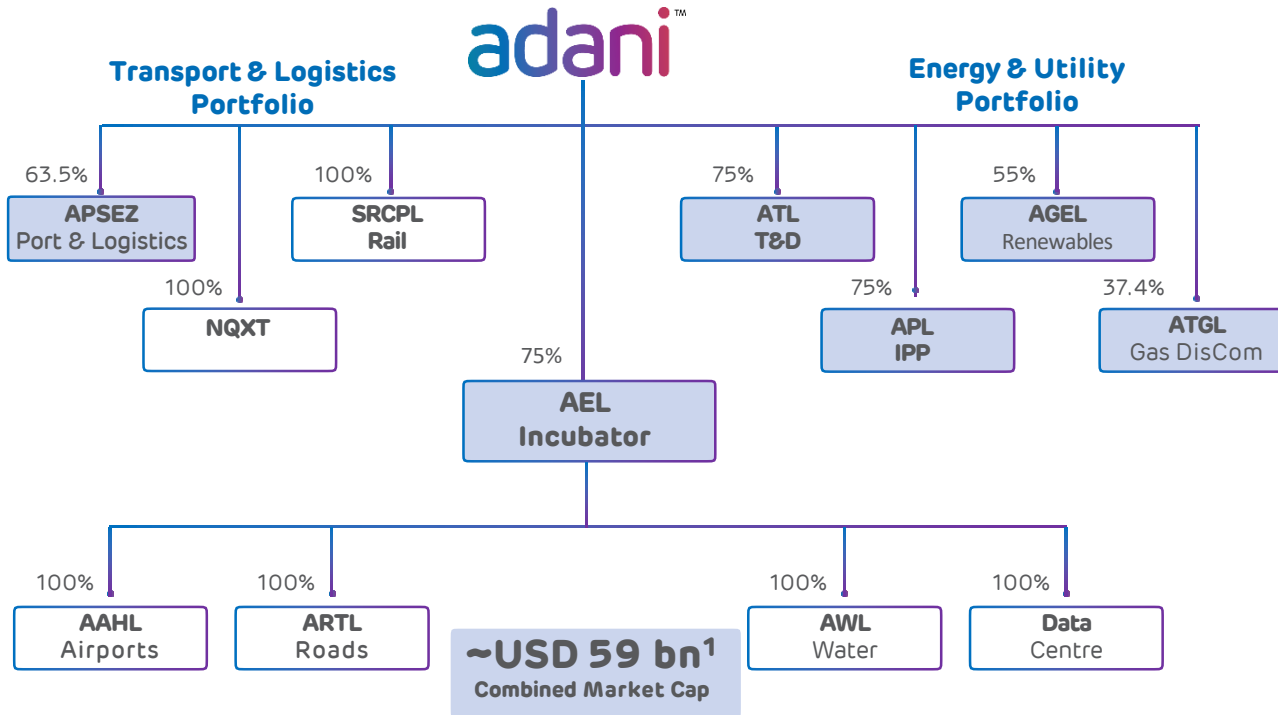 adani™
Transport & Logistics
Portfolio
Energy & Utility
Portfolio
63.5%
APSEZ
Port & Logistics
100%
SRCPL
Rail
75%
ATL
T&D
55%
AGEL
Renewables
100%
NQXT
75%
APL
IPP
37.4%
ATGL
Gas DisCom
75%
AEL
Incubator
100%
AAHL
Airports
100%
ARTL
Roads
100%
AWL
Water
100%
Data
Centre
~USD 59 bn¹
Combined Market Cap